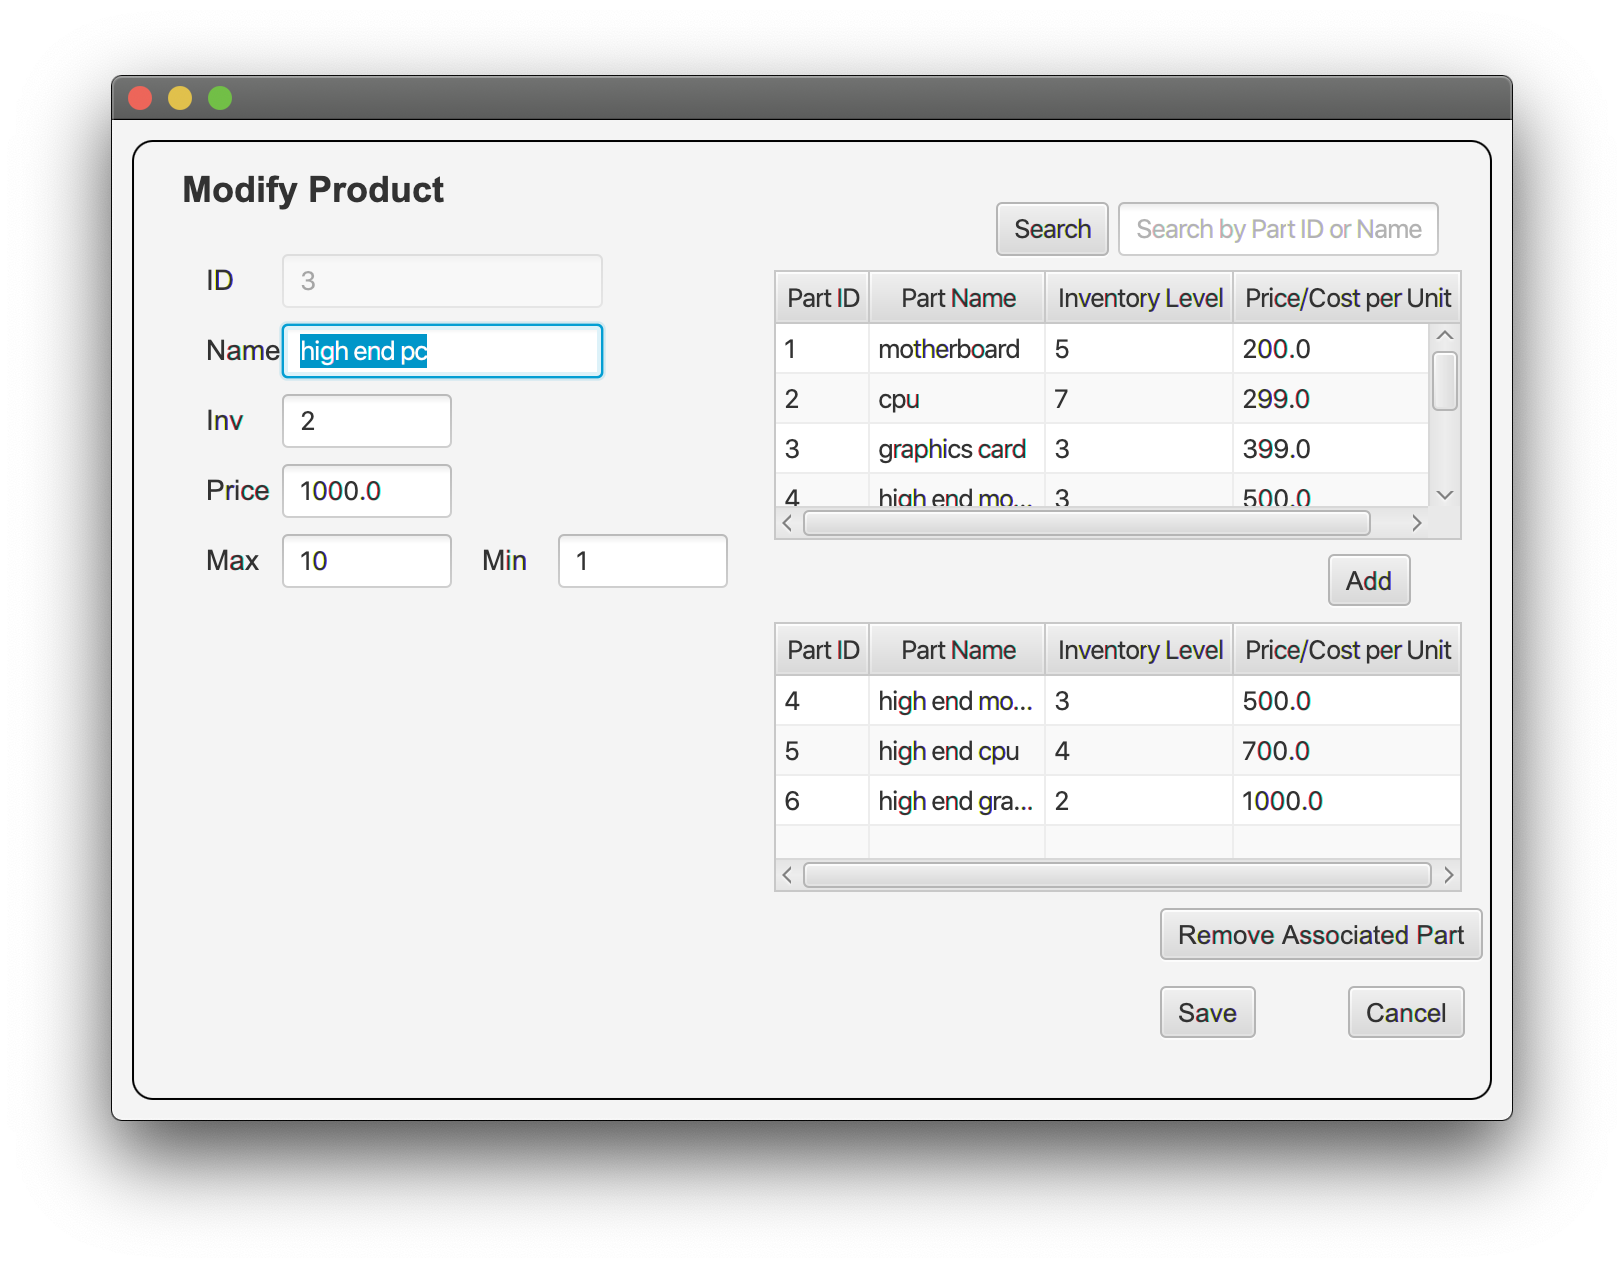 Modify Product
ID 3
Name high end pc
Inv 2
Price 1000.0
Max 10 Min 1
Search Search by Part ID or Name
Part ID Part Name Inventory Level Price/Cost per Unit
1 motherboard 5 200.0
2 cpu 7 299.0
3 graphics card 3 399.0
4 high end mo... 3 500.0
Add
Part ID Part Name Inventory Level Price/Cost per Unit
4 high end mo... 3 500.0
5 high end cpu 4 700.0
6 high end gra... 2 1000.0
Remove Associated Part
Save Cancel